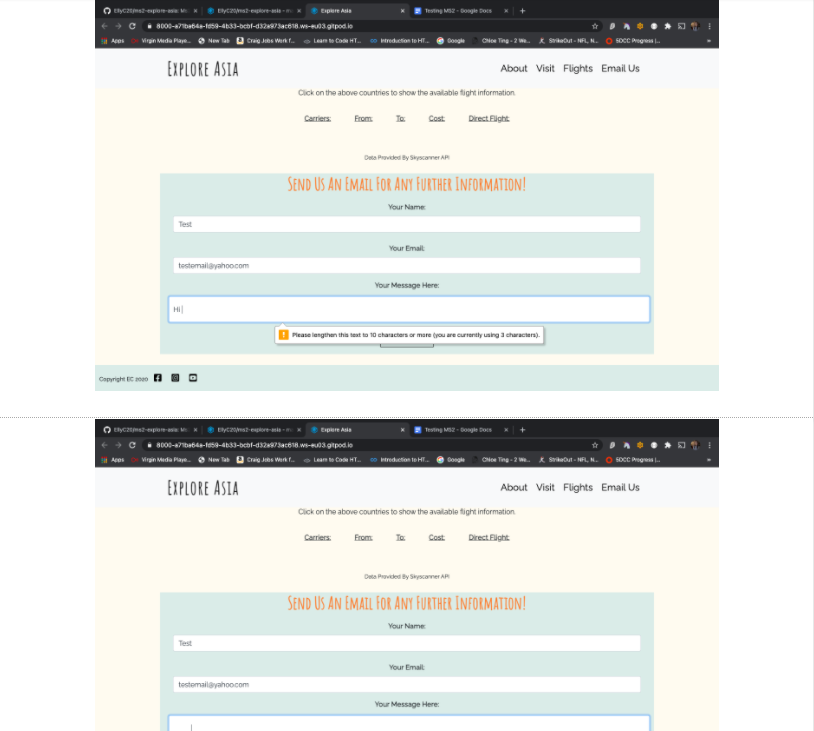 EllyC20/ms2-explore-asia: Mi... × EllyC20/ms2-explore-asia - mi... × Explore Asia × Testing MS2 - Google Docs × +
8000-a71ba64a-fd59-4b33-bcbf-d32a973ac618.ws-eu03.gitpod.io
Apps Virgin Media Playe... New Tab Craig Jobs Work f... Learn to Code HT... Introduction to HT... Google Chloe Ting - 2 We... StrikeOut - NFL, N... 5DCC Progress |... »
Explore Asia About Visit Flights Email Us
Click on the above countries to show the available flight information.
Carriers: From: To: Cost: Direct Flight:
Data Provided By Skyscanner API
Send Us An Email For Any Further Information!
Your Name:
Test
Your Email:
testemail@yahoo.com
Your Message Here:
Hi
Please lengthen this text to 10 characters or more (you are currently using 3 characters).
Copyright EC 2020
EllyC20/ms2-explore-asia: Mi... × EllyC20/ms2-explore-asia - mi... × Explore Asia × Testing MS2 - Google Docs × +
8000-a71ba64a-fd59-4b33-bcbf-d32a973ac618.ws-eu03.gitpod.io
Apps Virgin Media Playe... New Tab Craig Jobs Work f... Learn to Code HT... Introduction to HT... Google Chloe Ting - 2 We... StrikeOut - NFL, N... 5DCC Progress |... »
Explore Asia About Visit Flights Email Us
Click on the above countries to show the available flight information.
Carriers: From: To: Cost: Direct Flight:
Data Provided By Skyscanner API
Send Us An Email For Any Further Information!
Your Name:
Test
Your Email:
testemail@yahoo.com
Your Message Here: